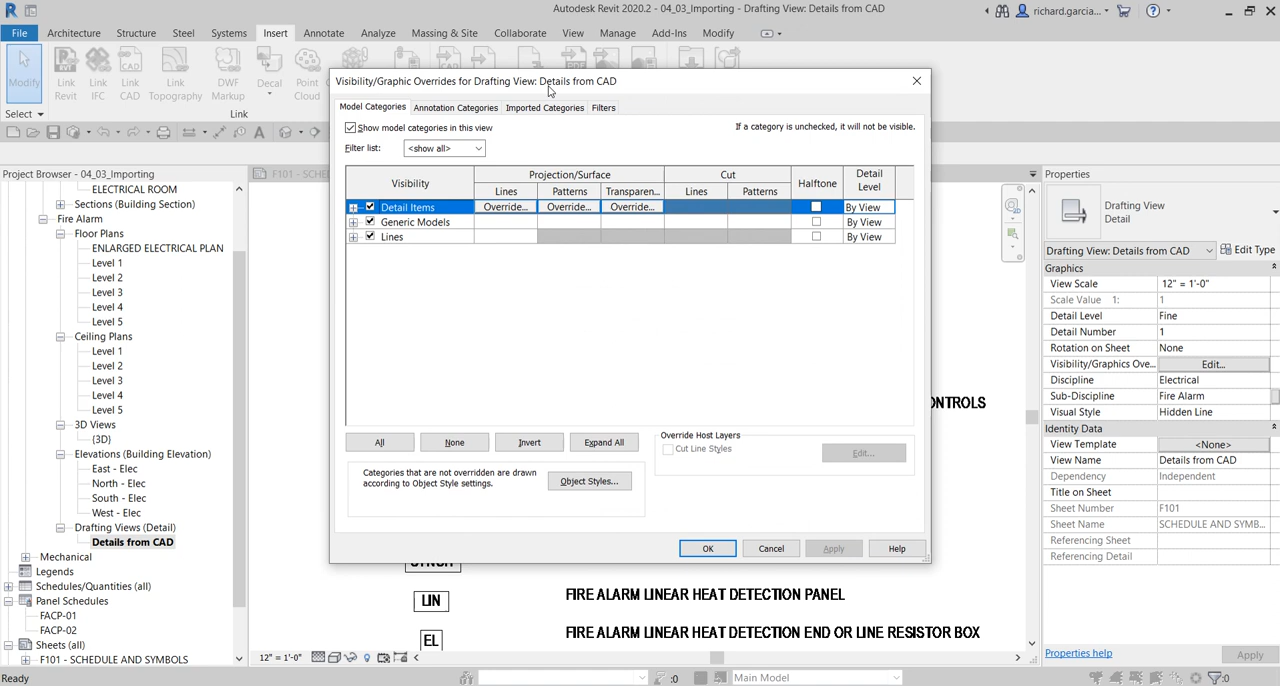 Autodesk Revit 2020.2 - 04_03_Importing - Drafting View: Details from CAD
richard.garcia...
File
Architecture
Structure
Steel
Systems
Insert
Annotate
Analyze
Massing & Site
Collaborate
View
Manage
Add-Ins
Modify
Modify
Link Revit
Link IFC
Link CAD
Link Topography
DWF Markup
Decal
Point Cloud
Select
Link
Project Browser - 04_03_Importing
ELECTRICAL ROOM
Sections (Building Section)
Fire Alarm
Floor Plans
ENLARGED ELECTRICAL PLAN
Level 1
Level 2
Level 3
Level 4
Level 5
Ceiling Plans
Level 1
Level 2
Level 3
Level 4
Level 5
3D Views
{3D}
Elevations (Building Elevation)
East - Elec
North - Elec
South - Elec
West - Elec
Drafting Views (Detail)
Details from CAD
Mechanical
Legends
Schedules/Quantities (all)
Panel Schedules
FACP-01
FACP-02
Sheets (all)
F101 - SCHEDULE AND SYMBOLS
F101 - SCHE
Visibility/Graphic Overrides for Drafting View: Details from CAD
Model Categories
Annotation Categories
Imported Categories
Filters
Show model categories in this view
If a category is unchecked, it will not be visible.
Filter list:
<show all>
Visibility
Projection/Surface
Cut
Halftone
Detail Level
Lines
Patterns
Transparen...
Lines
Patterns
Detail Items
Override...
Override...
Override...
By View
Generic Models
By View
Lines
By View
All
None
Invert
Expand All
Override Host Layers
Cut Line Styles
Edit...
Categories that are not overridden are drawn
according to Object Style settings.
Object Styles...
OK
Cancel
Apply
Help
ONTROLS
LIN
FIRE ALARM LINEAR HEAT DETECTION PANEL
EL
FIRE ALARM LINEAR HEAT DETECTION END OR LINE RESISTOR BOX
12" = 1'-0"
Properties
Drafting View
Detail
Drafting View: Details from CAD
Edit Type
Graphics
View Scale
12" = 1'-0"
Scale Value 1:
1
Detail Level
Fine
Detail Number
1
Rotation on Sheet
None
Visibility/Graphics Ove...
Edit...
Discipline
Electrical
Sub-Discipline
Fire Alarm
Visual Style
Hidden Line
Identity Data
View Template
<None>
View Name
Details from CAD
Dependency
Independent
Title on Sheet
Sheet Number
F101
Sheet Name
SCHEDULE AND SYMB...
Referencing Sheet
Referencing Detail
Properties help
Apply
Ready
:0
Main Model
:0